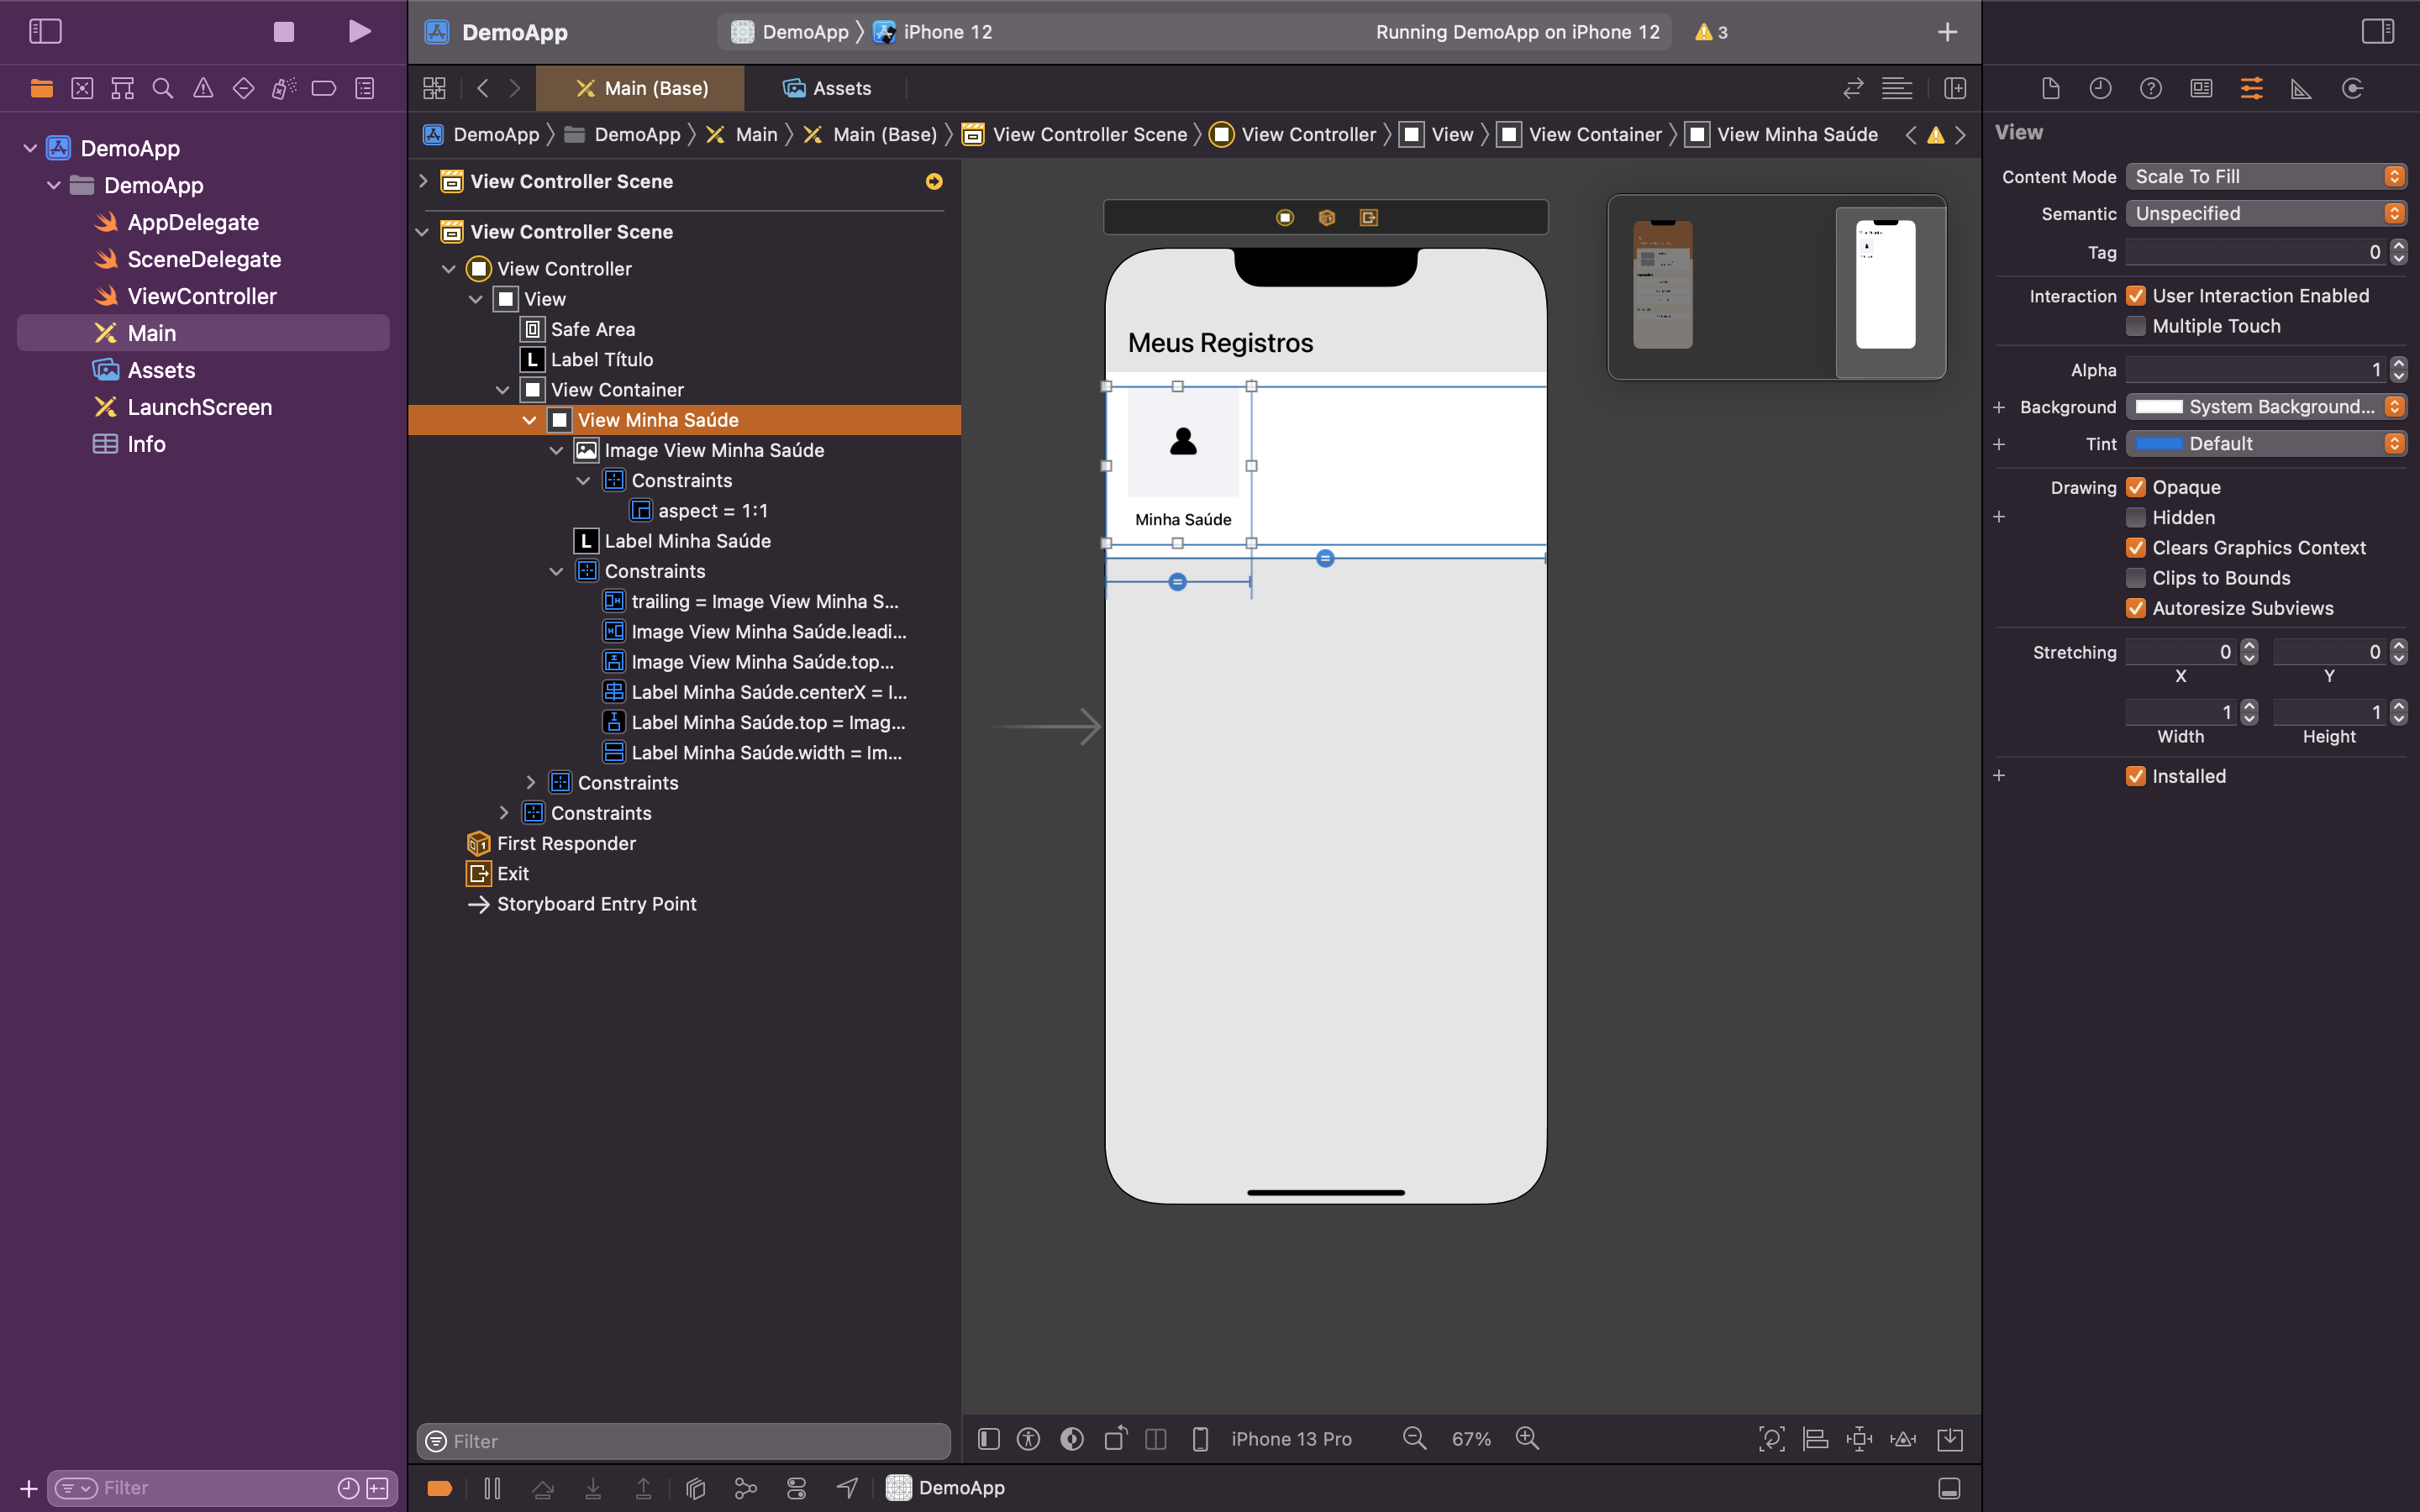 DemoApp
DemoApp
iPhone 12
Running DemoApp on iPhone 12
3
Main (Base)
Assets
DemoApp
DemoApp
Main
Main (Base)
View Controller Scene
View Controller
View
View Container
View Minha Saúde
DemoApp
DemoApp
AppDelegate
SceneDelegate
ViewController
Main
Assets
LaunchScreen
Info
Filter
View Controller Scene
View Controller Scene
View Controller
View
Safe Area
L Label Título
View Container
View Minha Saúde
Image View Minha Saúde
Constraints
aspect = 1:1
L Label Minha Saúde
Constraints
trailing = Image View Minha S...
Image View Minha Saúde.leadi...
Image View Minha Saúde.top...
Label Minha Saúde.centerX = I...
Label Minha Saúde.top = Imag...
Label Minha Saúde.width = Im...
Constraints
Constraints
First Responder
Exit
Storyboard Entry Point
Filter
Meus Registros
Minha Saúde
iPhone 13 Pro
67%
DemoApp
View
Content Mode Scale To Fill
Semantic Unspecified
Tag 0
Interaction User Interaction Enabled
Multiple Touch
Alpha 1
Background System Background...
Tint Default
Drawing Opaque
Hidden
Clears Graphics Context
Clips to Bounds
Autoresize Subviews
Stretching 0 0
X Y
1 1
Width Height
Installed